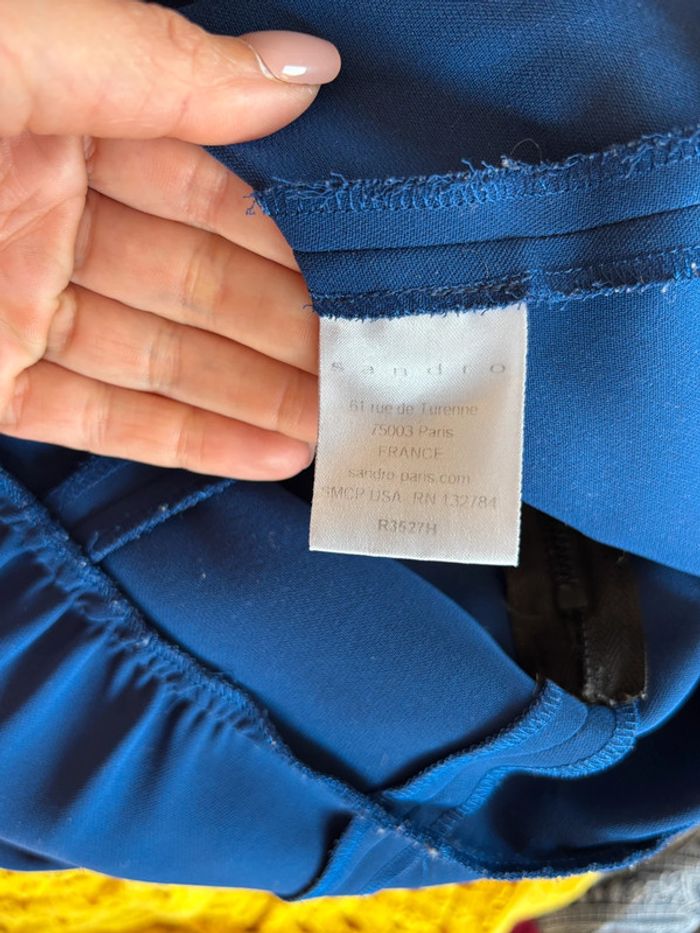 sandro
61 rue de Turenne
75003 Paris
FRANCE
sandro-paris.com
SMCP USA RN 132784
R3527H